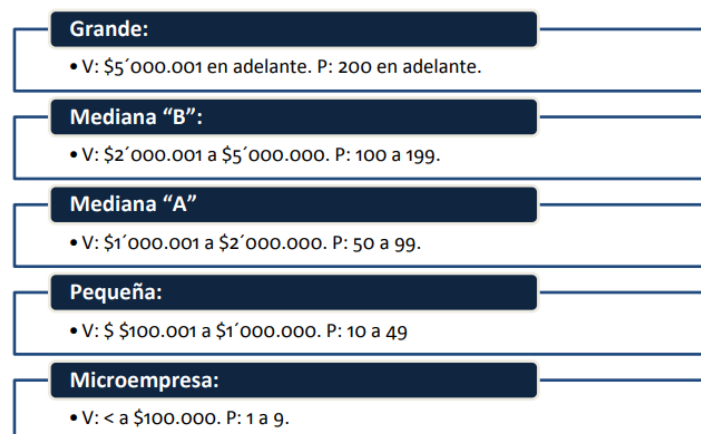 Grande:
• V: $5´000.001 en adelante. P: 200 en adelante.
Mediana “B”:
• V: $2´000.001 a $5´000.000. P: 100 a 199.
Mediana “A”
• V: $1´000.001 a $2´000.000. P: 50 a 99.
Pequeña:
• V: $ $100.001 a $1´000.000. P: 10 a 49
Microempresa:
• V: < a $100.000. P: 1 a 9.